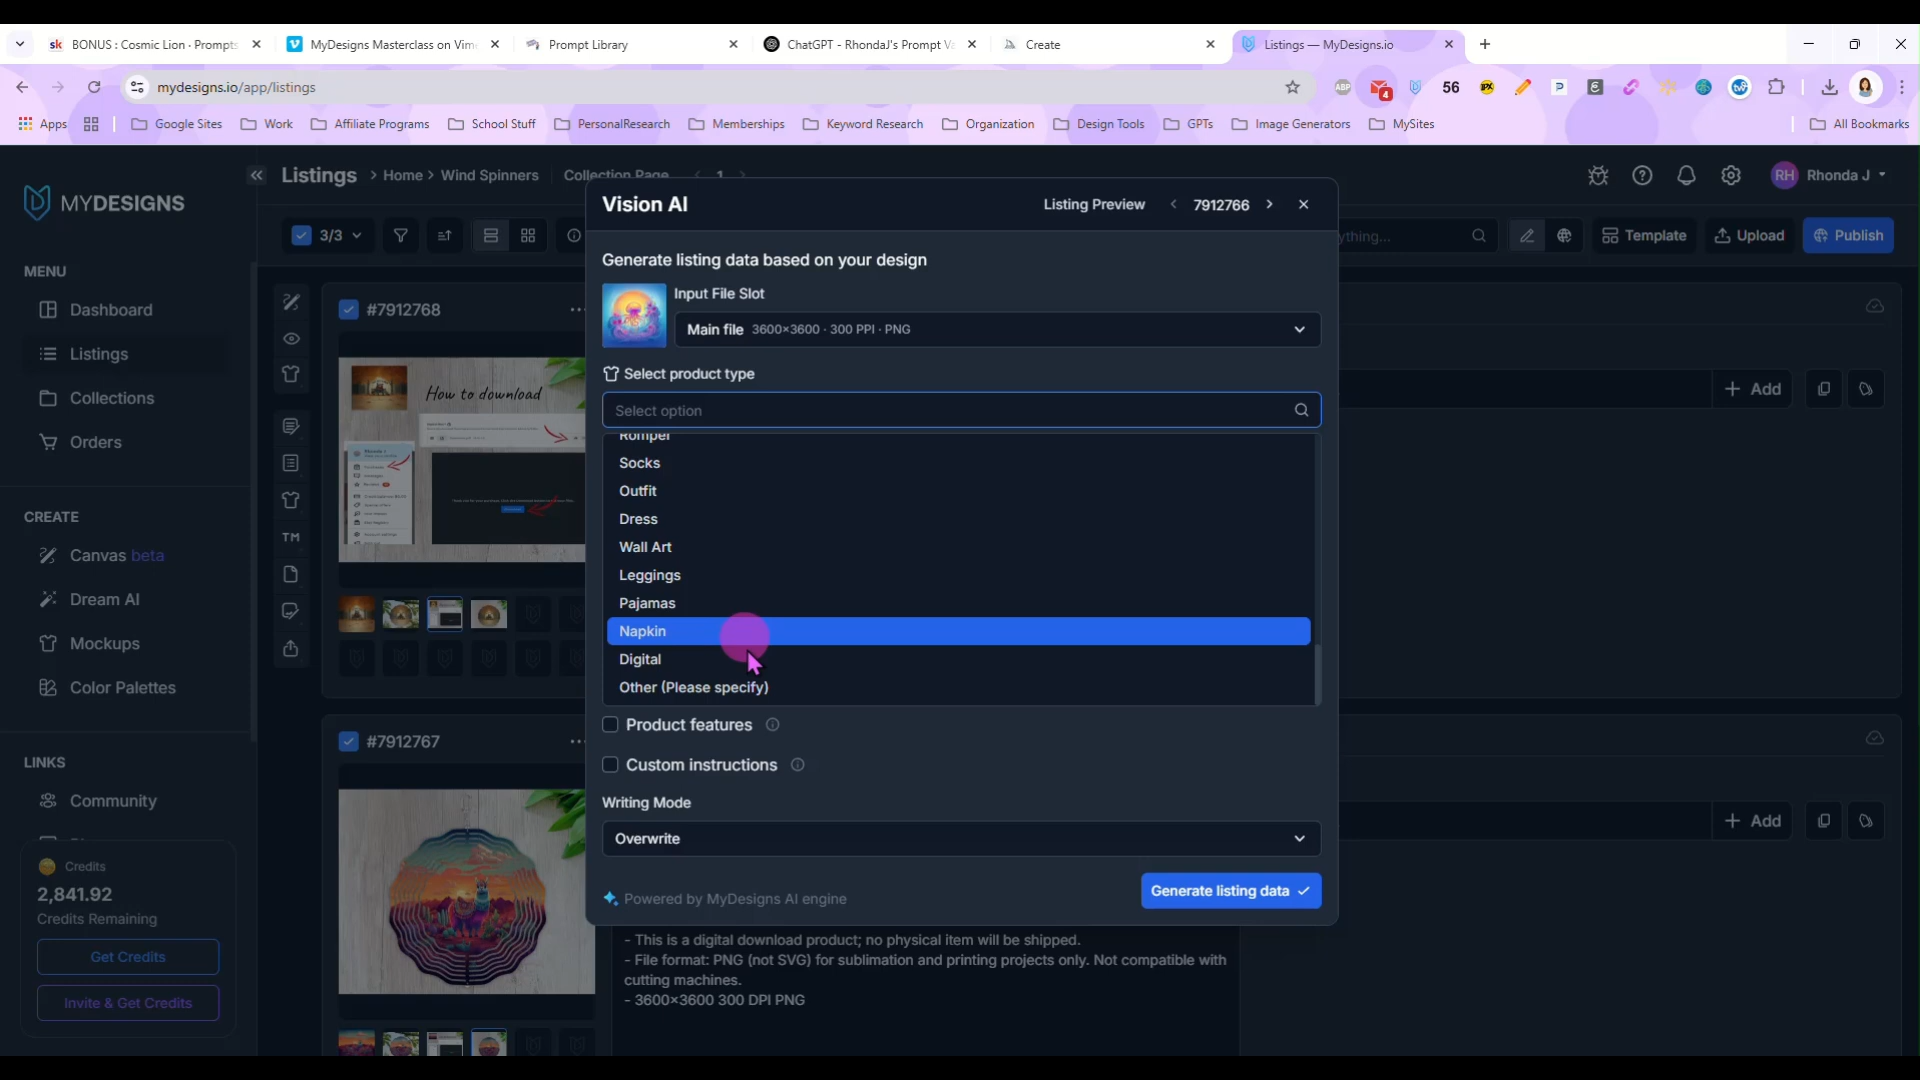 BONUS : Cosmic Lion - Prompts
MyDesigns Masterclass on Vim
Prompt Library
ChatGPT - RhondaJ's Prompt Va
Create
Listings — MyDesigns.io
mydesigns.io/app/listings
ABP
4
56
Apps
Google Sites
Work
Affiliate Programs
School Stuff
PersonalResearch
Memberships
Keyword Research
Organization
Design Tools
GPTs
Image Generators
MySites
All Bookmarks
MYDESIGNS
Listings > Home > Wind Spinners
Collection Page
1
RH Rhonda J
3/3
Template
Upload
Publish
MENU
Dashboard
Listings
Collections
Orders
CREATE
Canvas beta
Dream AI
Mockups
Color Palettes
LINKS
Community
Credits
2,841.92
Credits Remaining
Get Credits
Invite & Get Credits
TM
#7912768
How to download
#7912767
Add
Add
Vision AI
Listing Preview
7912766
Generate listing data based on your design
Input File Slot
Main file 3600×3600 · 300 PPI · PNG
Select product type
Select option
Romper
Socks
Outfit
Dress
Wall Art
Leggings
Pajamas
Napkin
Digital
Other (Please specify)
Product features
Custom instructions
Writing Mode
Overwrite
Powered by MyDesigns AI engine
Generate listing data
- This is a digital download product; no physical item will be shipped.
- File format: PNG (not SVG) for sublimation and printing projects only. Not compatible with
cutting machines.
- 3600×3600 300 DPI PNG